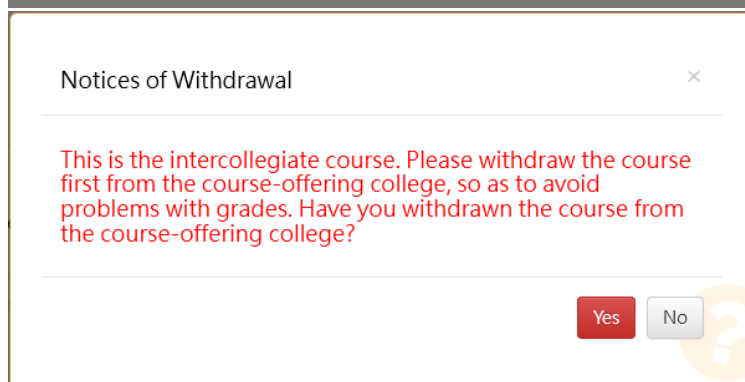 Notices of Withdrawal
×
This is the intercollegiate course. Please withdraw the course
first from the course-offering college, so as to avoid
problems with grades. Have you withdrawn the course from
the course-offering college?
Yes
No
?